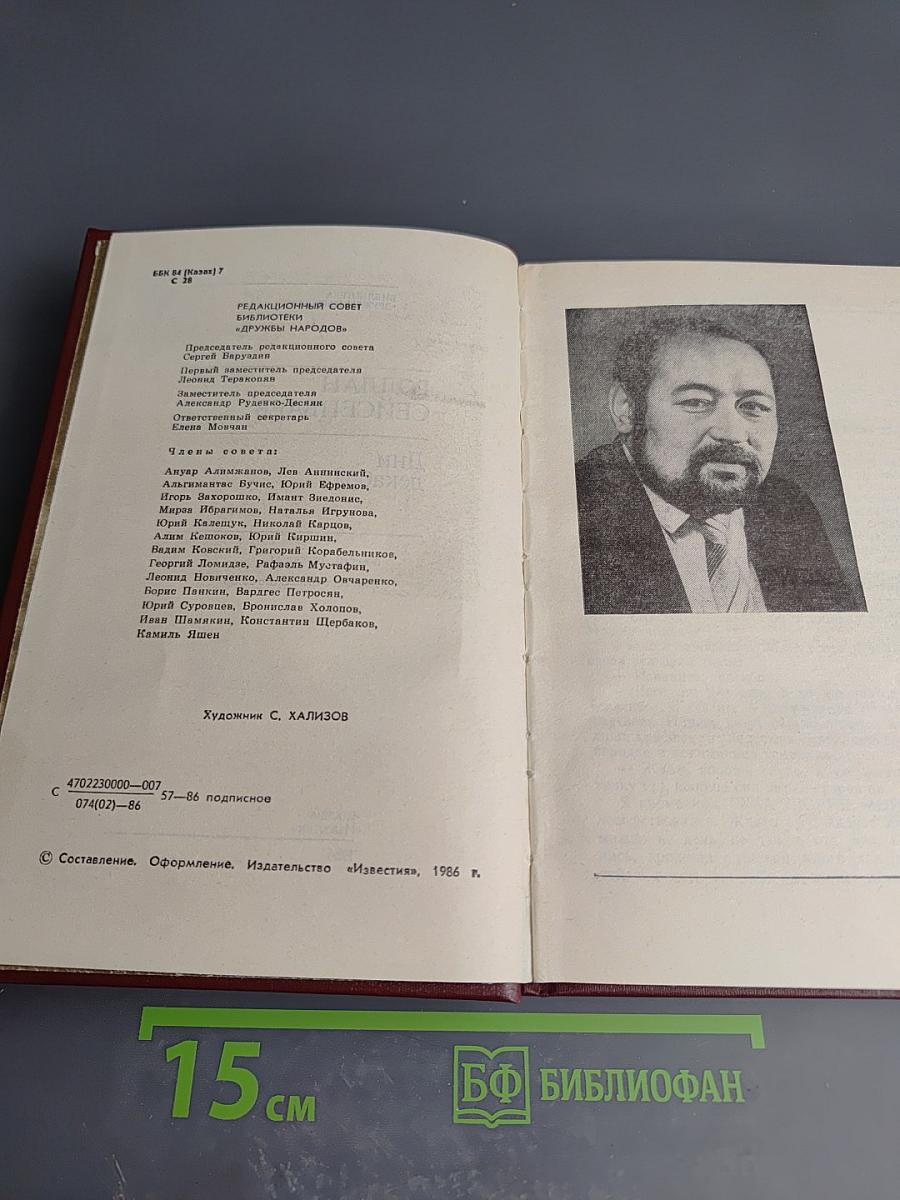 ББК 84 (Казах) 7
С 28
РЕДАКЦИОННЫЙ СОВЕТ
БИБЛИОТЕКИ
«ДРУЖБЫ НАРОДОВ»
Председатель редакционного совета
Сергей Баруздин
Первый заместитель председателя
Леонид Теракопян
Заместитель председателя
Александр Руденко-Десняк
Ответственный секретарь
Елена Мовчан
Члены совета:
Ануар Алимжанов, Лев Аннинский,
Альгимантас Бучис, Юрий Ефремов,
Игорь Захорошко, Имант Зиедонис,
Мирза Ибрагимов, Наталья Игрунова,
Юрий Калещук, Николай Карцов,
Алим Кешоков, Юрий Киршин,
Вадим Ковский, Григорий Корабельников,
Георгий Ломидзе, Рафаэль Мустафин,
Леонид Новиченко, Александр Овчаренко,
Борис Панкин, Вардгес Петросян,
Юрий Суровцев, Бронислав Холопов,
Иван Шамякин, Константин Щербаков,
Камиль Яшен
Художник С. ХАЛИЗОВ
С 4702230000—007
074(02)—86 57—86 подписное
© Составление. Оформление. Издательство «Известия», 1986 г.
15 см
БФ БИБЛИОФАН